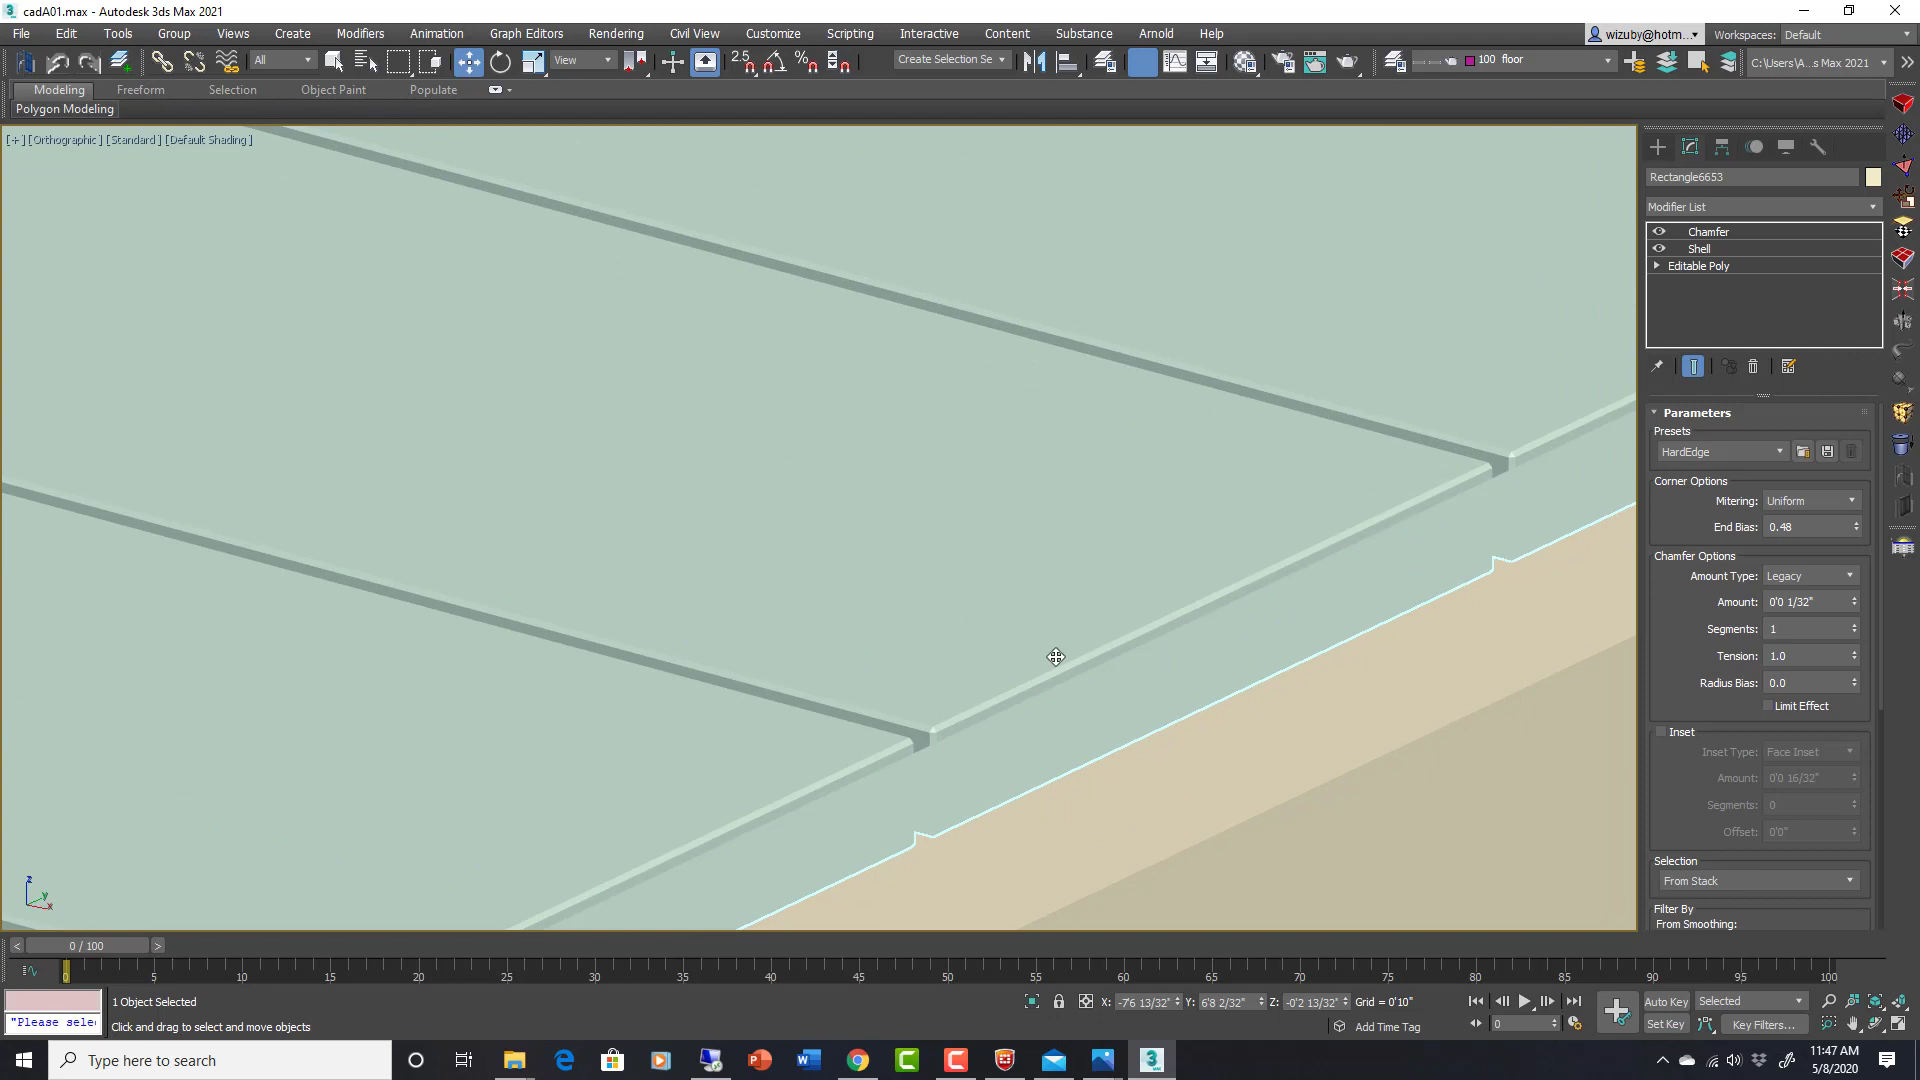 cadA01.max - Autodesk 3ds Max 2021
File Edit Tools Group Views Create Modifiers Animation Graph Editors Rendering Civil View Customize Scripting Interactive Content Substance Arnold Help wizuby@hotm... Workspaces: Default
All View 2.5 Create Selection Se 100 floor C:\Users\A...s Max 2021
Modeling Freeform Selection Object Paint Populate
Polygon Modeling
[+] [Orthographic] [Standard] [Default Shading]
Rectangle6653
Modifier List
Chamfer
Shell
Editable Poly
Parameters
Presets
HardEdge
Corner Options
Mitering: Uniform
End Bias: 0.48
Chamfer Options
Amount Type: Legacy
Amount: 0'0 1/32"
Segments: 1
Tension: 1.0
Radius Bias: 0.0
Limit Effect
Inset
Inset Type: Face Inset
Amount: 0'0 16/32"
Segments: 0
Offset: 0'0"
Selection
From Stack
Filter By
From Smoothing:
z
y
x
< 0 / 100 >
0 5 10 15 20 25 30 35 40 45 50 55 60 65 70 75 80 85 90 95 100
1 Object Selected X: -7'6 13/32" Y: 6'8 2/32" Z: -0'2 13/32" Grid = 0'10" Auto Key Selected
"Please sele Click and drag to select and move objects Add Time Tag 0 Set Key Key Filters...
Type here to search
11:47 AM
5/8/2020